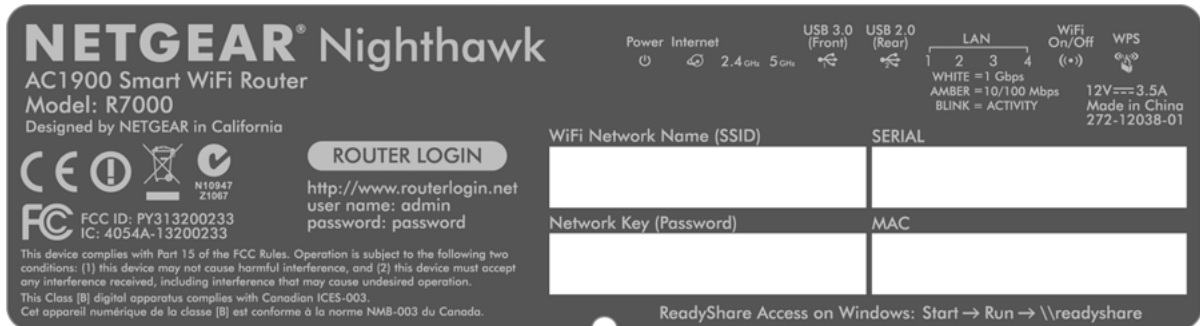 NETGEAR® Nighthawk
AC1900 Smart WiFi Router
Model: R7000
Designed by NETGEAR in California
N10947
Z1067
FC FCC ID: PY313200233
IC: 4054A-13200233
This device complies with Part 15 of the FCC Rules. Operation is subject to the following two
conditions: (1) this device may not cause harmful interference, and (2) this device must accept
any interference received, including interference that may cause undesired operation.
This Class [B] digital apparatus complies with Canadian ICES-003.
Cet appareil numérique de la classe [B] est conforme à la norme NMB-003 du Canada.
ROUTER LOGIN
http://www.routerlogin.net
user name: admin
password: password
Power Internet
2.4 GHz 5 GHz
USB 3.0
(Front)
USB 2.0
(Rear)
LAN
1 2 3 4
WHITE =1 Gbps
AMBER =10/100 Mbps
BLINK = ACTIVITY
WiFi
On/Off
WPS
12V⎓3.5A
Made in China
272-12038-01
WiFi Network Name (SSID)
SERIAL
Network Key (Password)
MAC
ReadyShare Access on Windows: Start → Run → \\readyshare